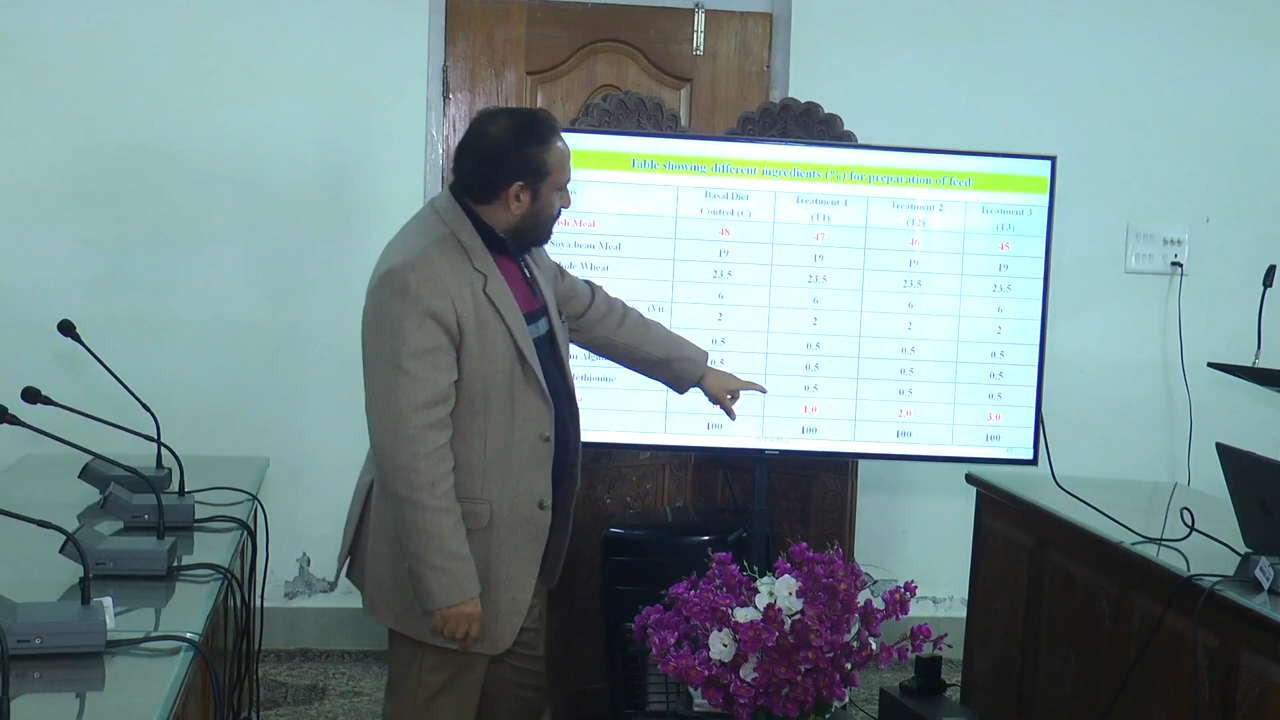 Table showing different ingredients (%) for preparation of feed
Basal Diet Control (C) Treatment 1 (T1) Treatment 2 (T2) Treatment 3 (T3)
Meal 48 47 46 45
Soya bean Meal 19 19 19 19
Wheat 23.5 23.5 23.5 23.5
6 6 6 6
(Vit. 2 2 2 2
0.5 0.5 0.5 0.5
0.5 0.5 0.5 0.5
0.5 0.5
1.0 2.0 3.0
100 100 100 100